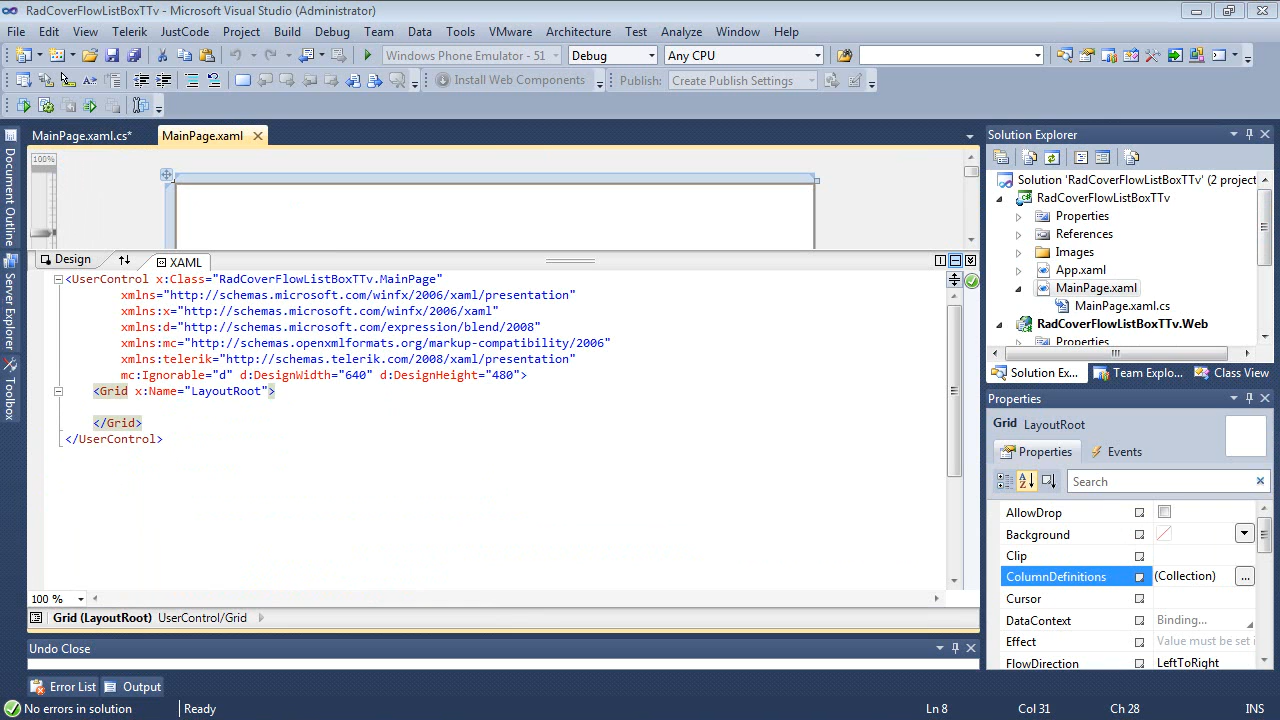 RadCoverFlowListBoxTTv - Microsoft Visual Studio (Administrator)
File Edit View Telerik JustCode Project Build Debug Team Data Tools VMware Architecture Test Analyze Window Help
Windows Phone Emulator - 51 Debug Any CPU
Install Web Components Publish: Create Publish Settings
MainPage.xaml.cs* MainPage.xaml
100%
Design XAML
<UserControl x:Class="RadCoverFlowListBoxTTv.MainPage"
xmlns="http://schemas.microsoft.com/winfx/2006/xaml/presentation"
xmlns:x="http://schemas.microsoft.com/winfx/2006/xaml"
xmlns:d="http://schemas.microsoft.com/expression/blend/2008"
xmlns:mc="http://schemas.openxmlformats.org/markup-compatibility/2006"
xmlns:telerik="http://schemas.telerik.com/2008/xaml/presentation"
mc:Ignorable="d" d:DesignWidth="640" d:DesignHeight="480">
<Grid x:Name="LayoutRoot">
</Grid>
</UserControl>
100 %
Grid (LayoutRoot) UserControl/Grid
Undo Close
Error List Output
No errors in solution Ready Ln 8 Col 31 Ch 28 INS
Document Outline
Server Explorer
Toolbox
Solution Explorer
Solution 'RadCoverFlowListBoxTTv' (2 project
RadCoverFlowListBoxTTv
Properties
References
Images
App.xaml
MainPage.xaml
MainPage.xaml.cs
RadCoverFlowListBoxTTv.Web
Properties
Solution Ex... Team Explo... Class View
Properties
Grid LayoutRoot
Properties Events
A
Z
Search
AllowDrop
Background
Clip
ColumnDefinitions (Collection) ...
Cursor
DataContext Binding...
Effect Value must be set i
FlowDirection LeftToRight